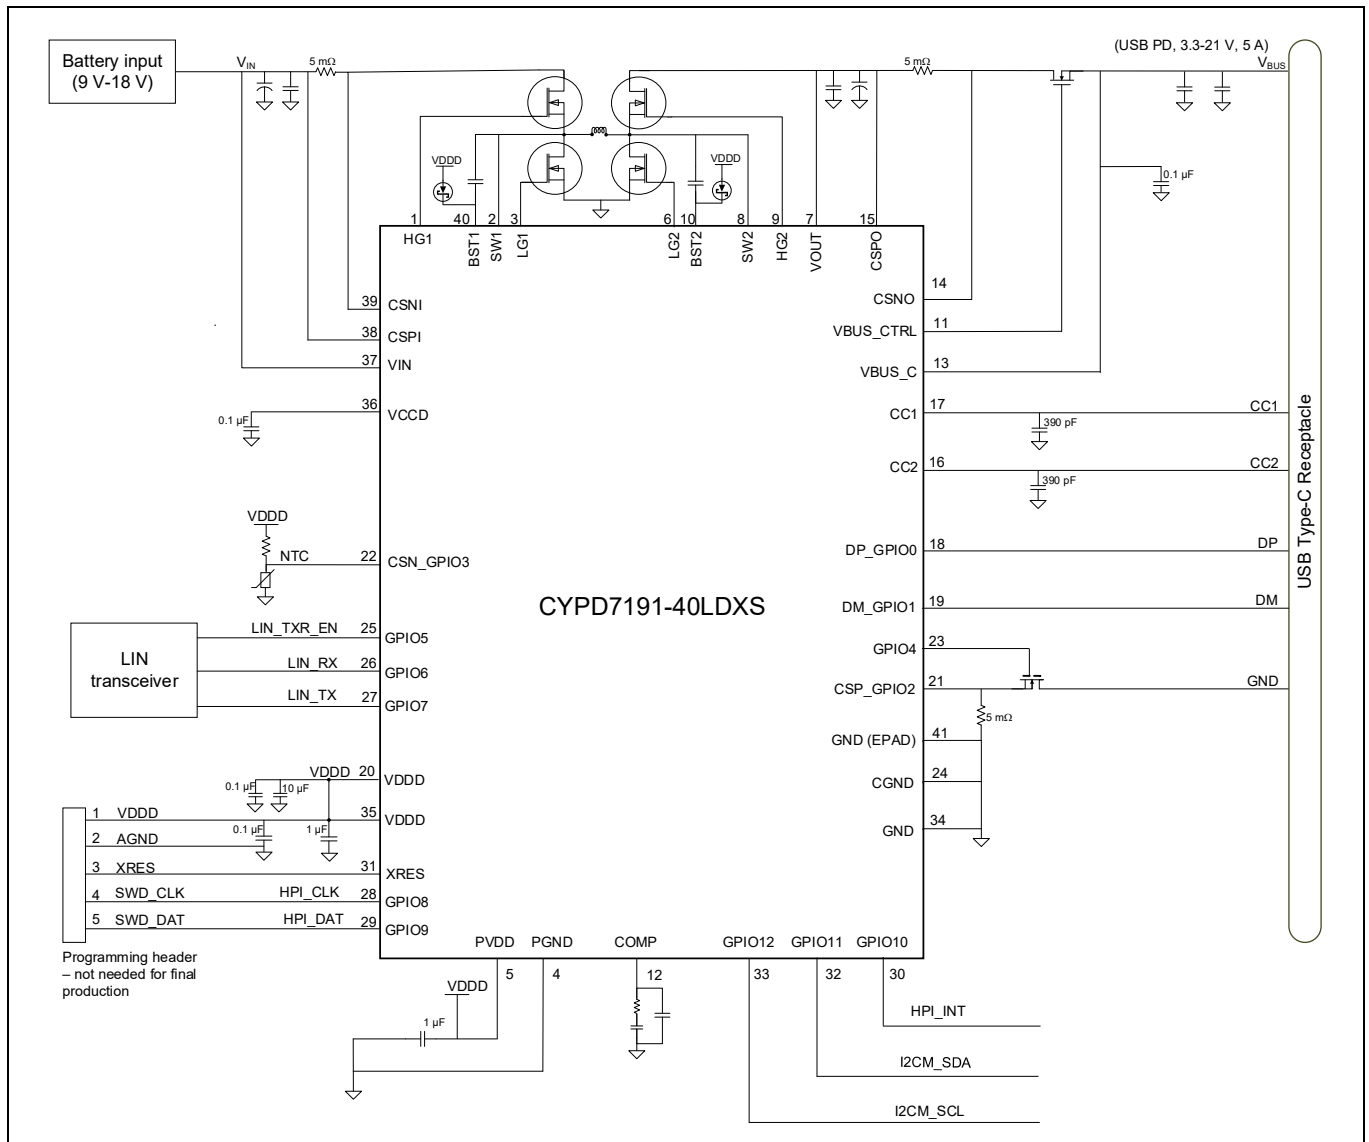 Battery input
(9 V-18 V)
VIN
5 mΩ
5 mΩ
(USB PD, 3.3-21 V, 5 A)
VBUS
VDDD
VDDD
0.1 µF
1
40
2
3
6
10
8
9
7
15
HG1
BST1
SW1
LG1
LG2
BST2
SW2
HG2
VOUT
CSPO
39
CSNI
38
CSPI
37
VIN
36
VCCD
0.1 µF
14
CSNO
11
VBUS_CTRL
13
VBUS_C
17
CC1
CC1
390 pF
16
CC2
CC2
390 pF
USB Type-C Receptacle
VDDD
NTC
22
CSN_GPIO3
DP_GPIO0
18
DP
CYPD7191-40LDXS
DM_GPIO1
19
DM
LIN
transceiver
LIN_TXR_EN
25
GPIO5
LIN_RX
26
GPIO6
LIN_TX
27
GPIO7
GPIO4
23
CSP_GPIO2
21
GND
5 mΩ
GND (EPAD)
41
CGND
24
GND
34
VDDD
20
VDDD
0.1 µF
10 µF
1
VDDD
35
VDDD
0.1 µF
1 µF
2
AGND
3
XRES
31
XRES
4
SWD_CLK
HPI_CLK
28
GPIO8
5
SWD_DAT
HPI_DAT
29
GPIO9
Programming header
– not needed for final
production
PVDD
PGND
COMP
GPIO12
GPIO11
GPIO10
5
4
12
33
32
30
VDDD
1 µF
HPI_INT
I2CM_SDA
I2CM_SCL